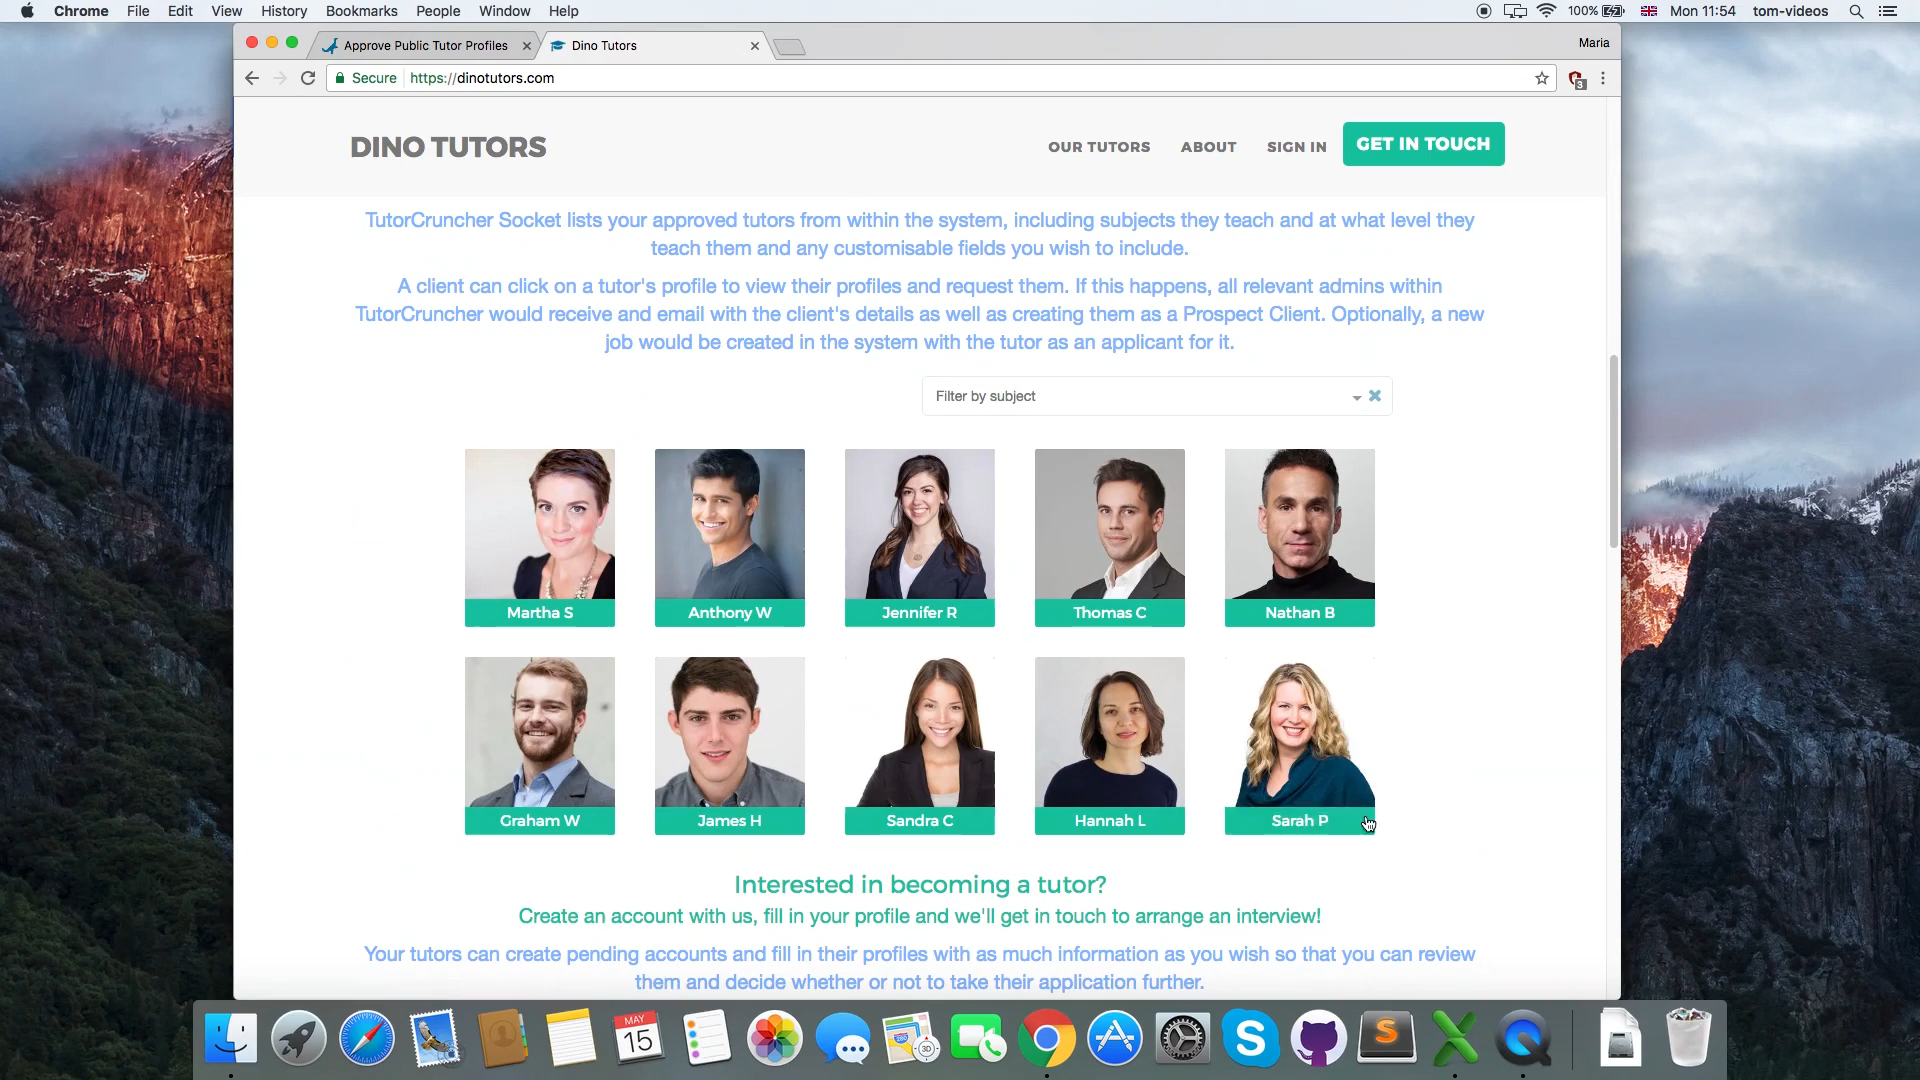 Chrome File Edit View History Bookmarks People Window Help 100% Mon 11:54 tom-videos
Approve Public Tutor Profiles Dino Tutors Maria
Secure https://dinotutors.com 3
DINO TUTORS OUR TUTORS ABOUT SIGN IN GET IN TOUCH
TutorCruncher Socket lists your approved tutors from within the system, including subjects they teach and at what level they
teach them and any customisable fields you wish to include.
A client can click on a tutor's profile to view their profiles and request them. If this happens, all relevant admins within
TutorCruncher would receive and email with the client's details as well as creating them as a Prospect Client. Optionally, a new
job would be created in the system with the tutor as an applicant for it.
Filter by subject
Martha S Anthony W Jennifer R Thomas C Nathan B
Graham W James H Sandra C Hannah L Sarah P
Interested in becoming a tutor?
Create an account with us, fill in your profile and we'll get in touch to arrange an interview!
Your tutors can create pending accounts and fill in their profiles with as much information as you wish so that you can review
them and decide whether or not to take their application further.
MAY
15
280
3D
S
S